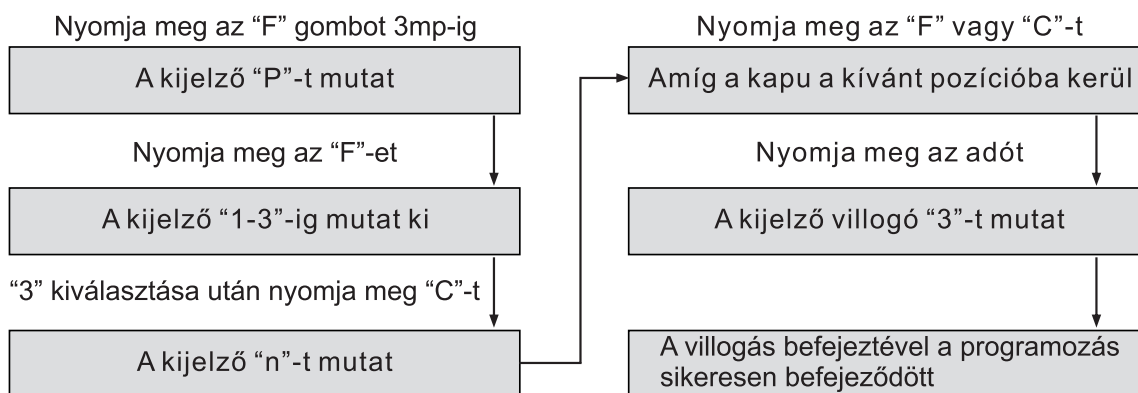 Nyomja meg az “F” gombot 3mp-ig
A kijelző “P”-t mutat
Nyomja meg az “F”-et
A kijelző “1-3”-ig mutat ki
“3” kiválasztása után nyomja meg “C”-t
A kijelző “n”-t mutat
Nyomja meg az “F” vagy “C”-t
Amíg a kapu a kívánt pozícióba kerül
Nyomja meg az adót
A kijelző villogó “3”-t mutat
A villogás befejeztével a programozás
sikeresen befejeződött